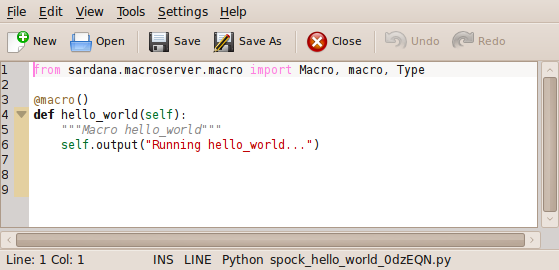 File Edit View Tools Settings Help
New Open Save Save As Close Undo Redo
1 from sardana.macroserver.macro import Macro, macro, Type
2
3 @macro()
4 def hello_world(self):
5 """Macro hello_world"""
6 self.output("Running hello_world...")
7
8
9
Line: 1 Col: 1 INS LINE Python spock_hello_world_0dzEQN.py